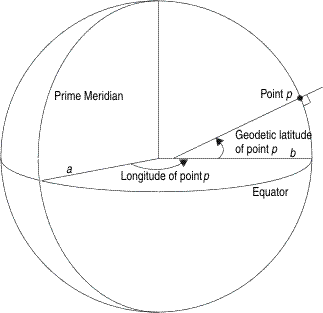 Point p
Prime Meridian
Geodetic latitude
of point p
b
a
Longitude of point p
Equator